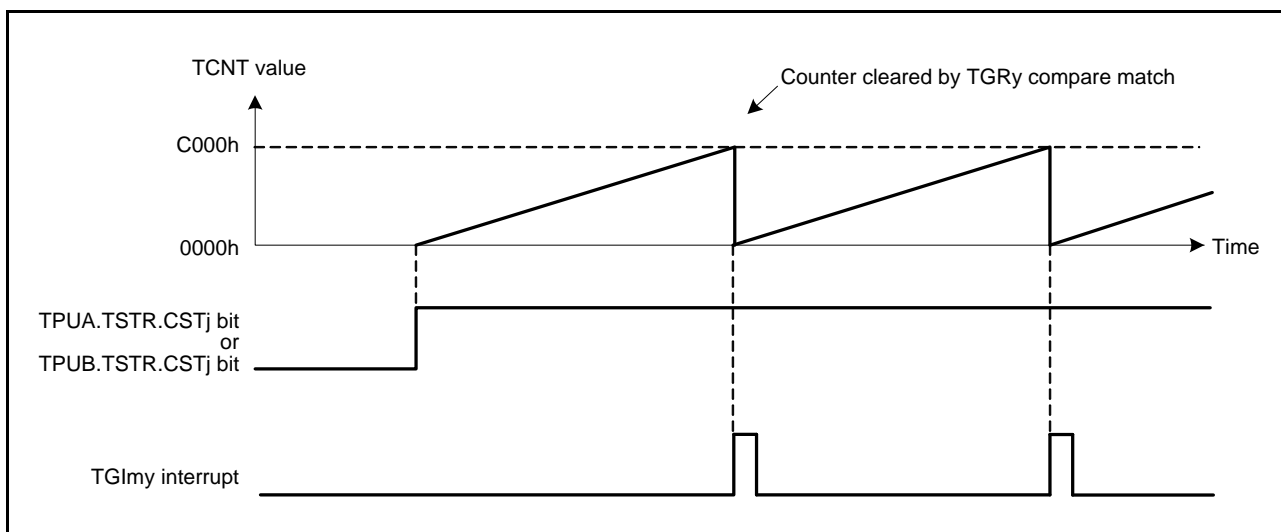 TCNT value
Counter cleared by TGRy compare match
C000h
0000h
Time
TPUA.TSTR.CSTj bit
or
TPUB.TSTR.CSTj bit
TGImy interrupt